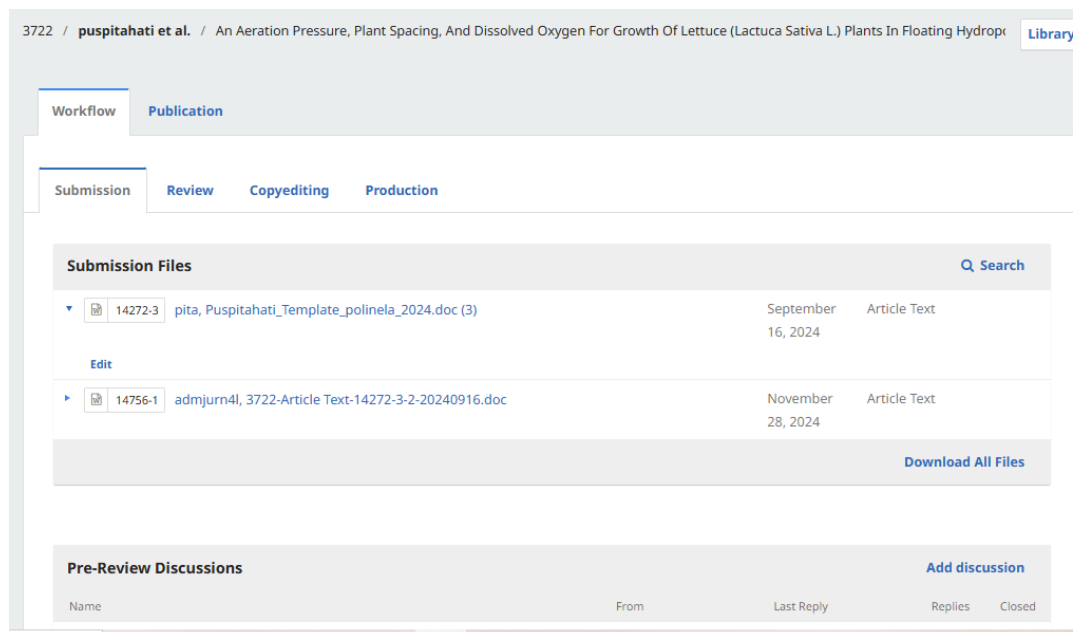 3722 / puspitahati et al. / An Aeration Pressure, Plant Spacing, And Dissolved Oxygen For Growth Of Lettuce (Lactuca Sativa L.) Plants In Floating Hydropo
Library
Workflow Publication
Submission Review Copyediting Production
Submission Files Search
14272-3 pita, Puspitahati_Template_polinela_2024.doc (3) September 16, 2024 Article Text
Edit
14756-1 admjurn4l, 3722-Article Text-14272-3-2-20240916.doc November 28, 2024 Article Text
Download All Files
Pre-Review Discussions Add discussion
Name From Last Reply Replies Closed